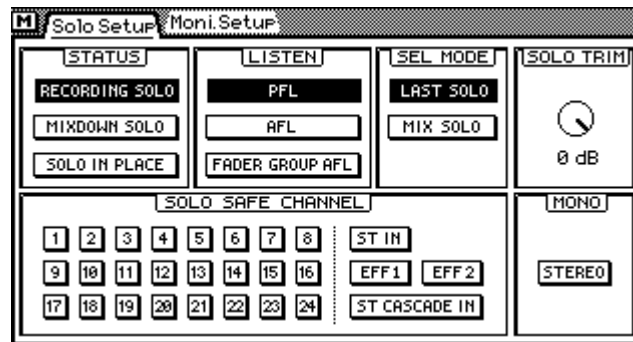 M Solo Setup Moni.Setup
STATUS LISTEN SEL MODE SOLO TRIM
RECORDING SOLO PFL LAST SOLO
MIXDOWN SOLO AFL MIX SOLO
SOLO IN PLACE FADER GROUP AFL 0 dB
SOLO SAFE CHANNEL MONO
1 2 3 4 5 6 7 8 ST IN
9 10 11 12 13 14 15 16 EFF1 EFF2 STEREO
17 18 19 20 21 22 23 24 ST CASCADE IN